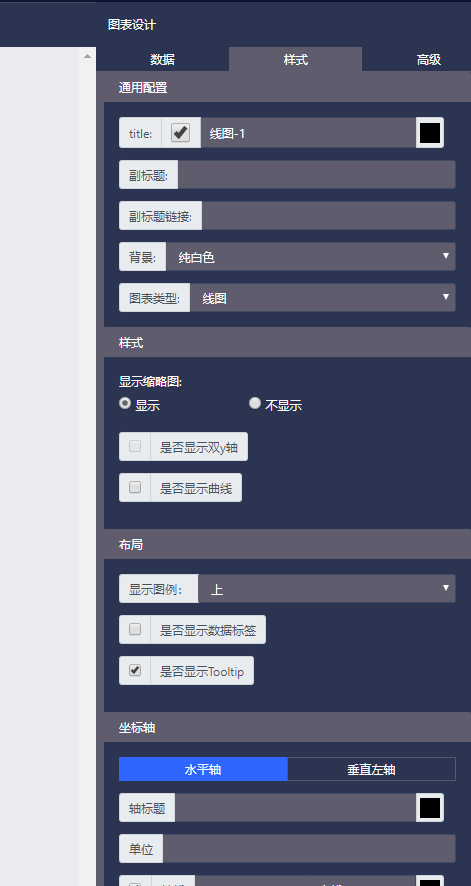 图表设计
数据 样式 高级
通用配置
title: 线图-1
副标题:
副标题链接:
背景: 纯白色
图表类型: 线图
样式
显示缩略图:
显示 不显示
是否显示双y轴
是否显示曲线
布局
显示图例: 上
是否显示数据标签
是否显示Tooltip
坐标轴
水平轴 垂直左轴
轴标题
单位